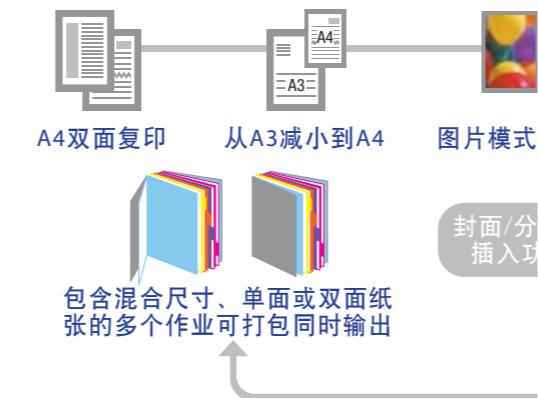 A4
A3
A4双面复印
从A3减小到A4
图片模式
封面/分
插入功
包含混合尺寸、单面或双面纸
张的多个作业可打包同时输出